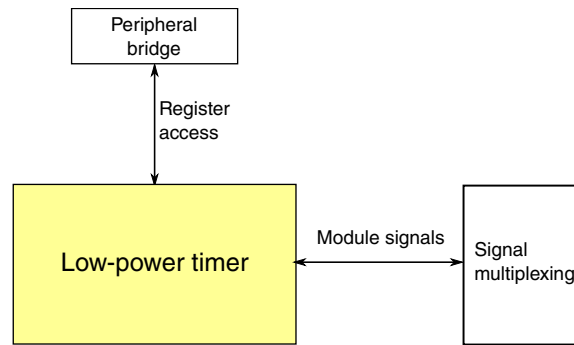 Peripheral
bridge
Register
access
Low-power timer
Module signals
Signal
multiplexing